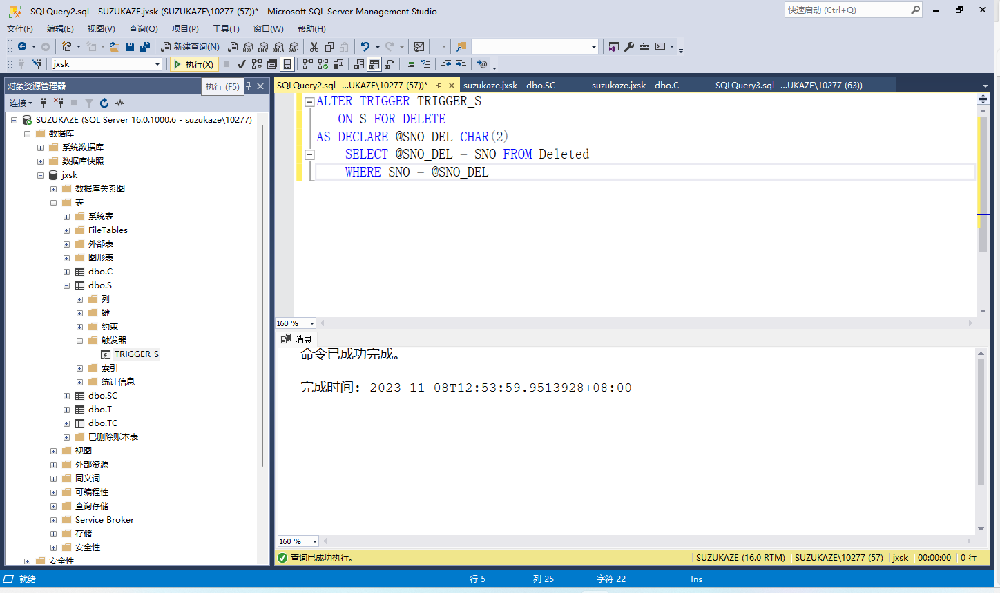 SQLQuery2.sql - SUZUKAZE.jxsk (SUZUKAZE\10277 (57))* - Microsoft SQL Server Management Studio
快速启动 (Ctrl+Q)
文件(F) 编辑(E) 视图(V) 查询(Q) 项目(P) 工具(T) 窗口(W) 帮助(H)
新建查询(N) MDX DMX XMLA DAX
jxsk 执行(X)
对象资源管理器
执行 (F5)
SQLQuery2.sql -...UKAZE\10277 (57))* suzukaze.jxsk - dbo.SC suzukaze.jxsk - dbo.C SQLQuery3.sql -...UKAZE\10277 (63))
连接
SUZUKAZE (SQL Server 16.0.1000.6 - suzukaze\10277)
数据库
系统数据库
数据库快照
jxsk
数据库关系图
表
系统表
FileTables
外部表
图形表
dbo.C
dbo.S
列
键
约束
触发器
TRIGGER_S
索引
统计信息
dbo.SC
dbo.T
dbo.TC
已删除账本表
视图
外部资源
同义词
可编程性
查询存储
Service Broker
存储
安全性
安全性
ALTER TRIGGER TRIGGER_S
ON S FOR DELETE
AS DECLARE @SNO_DEL CHAR(2)
SELECT @SNO_DEL = SNO FROM Deleted
WHERE SNO = @SNO_DEL
160 %
消息
命令已成功完成。
完成时间: 2023-11-08T12:53:59.9513928+08:00
160 %
查询已成功执行。 SUZUKAZE (16.0 RTM) SUZUKAZE\10277 (57) jxsk 00:00:00 0 行
就绪 行 5 列 25 字符 22 Ins